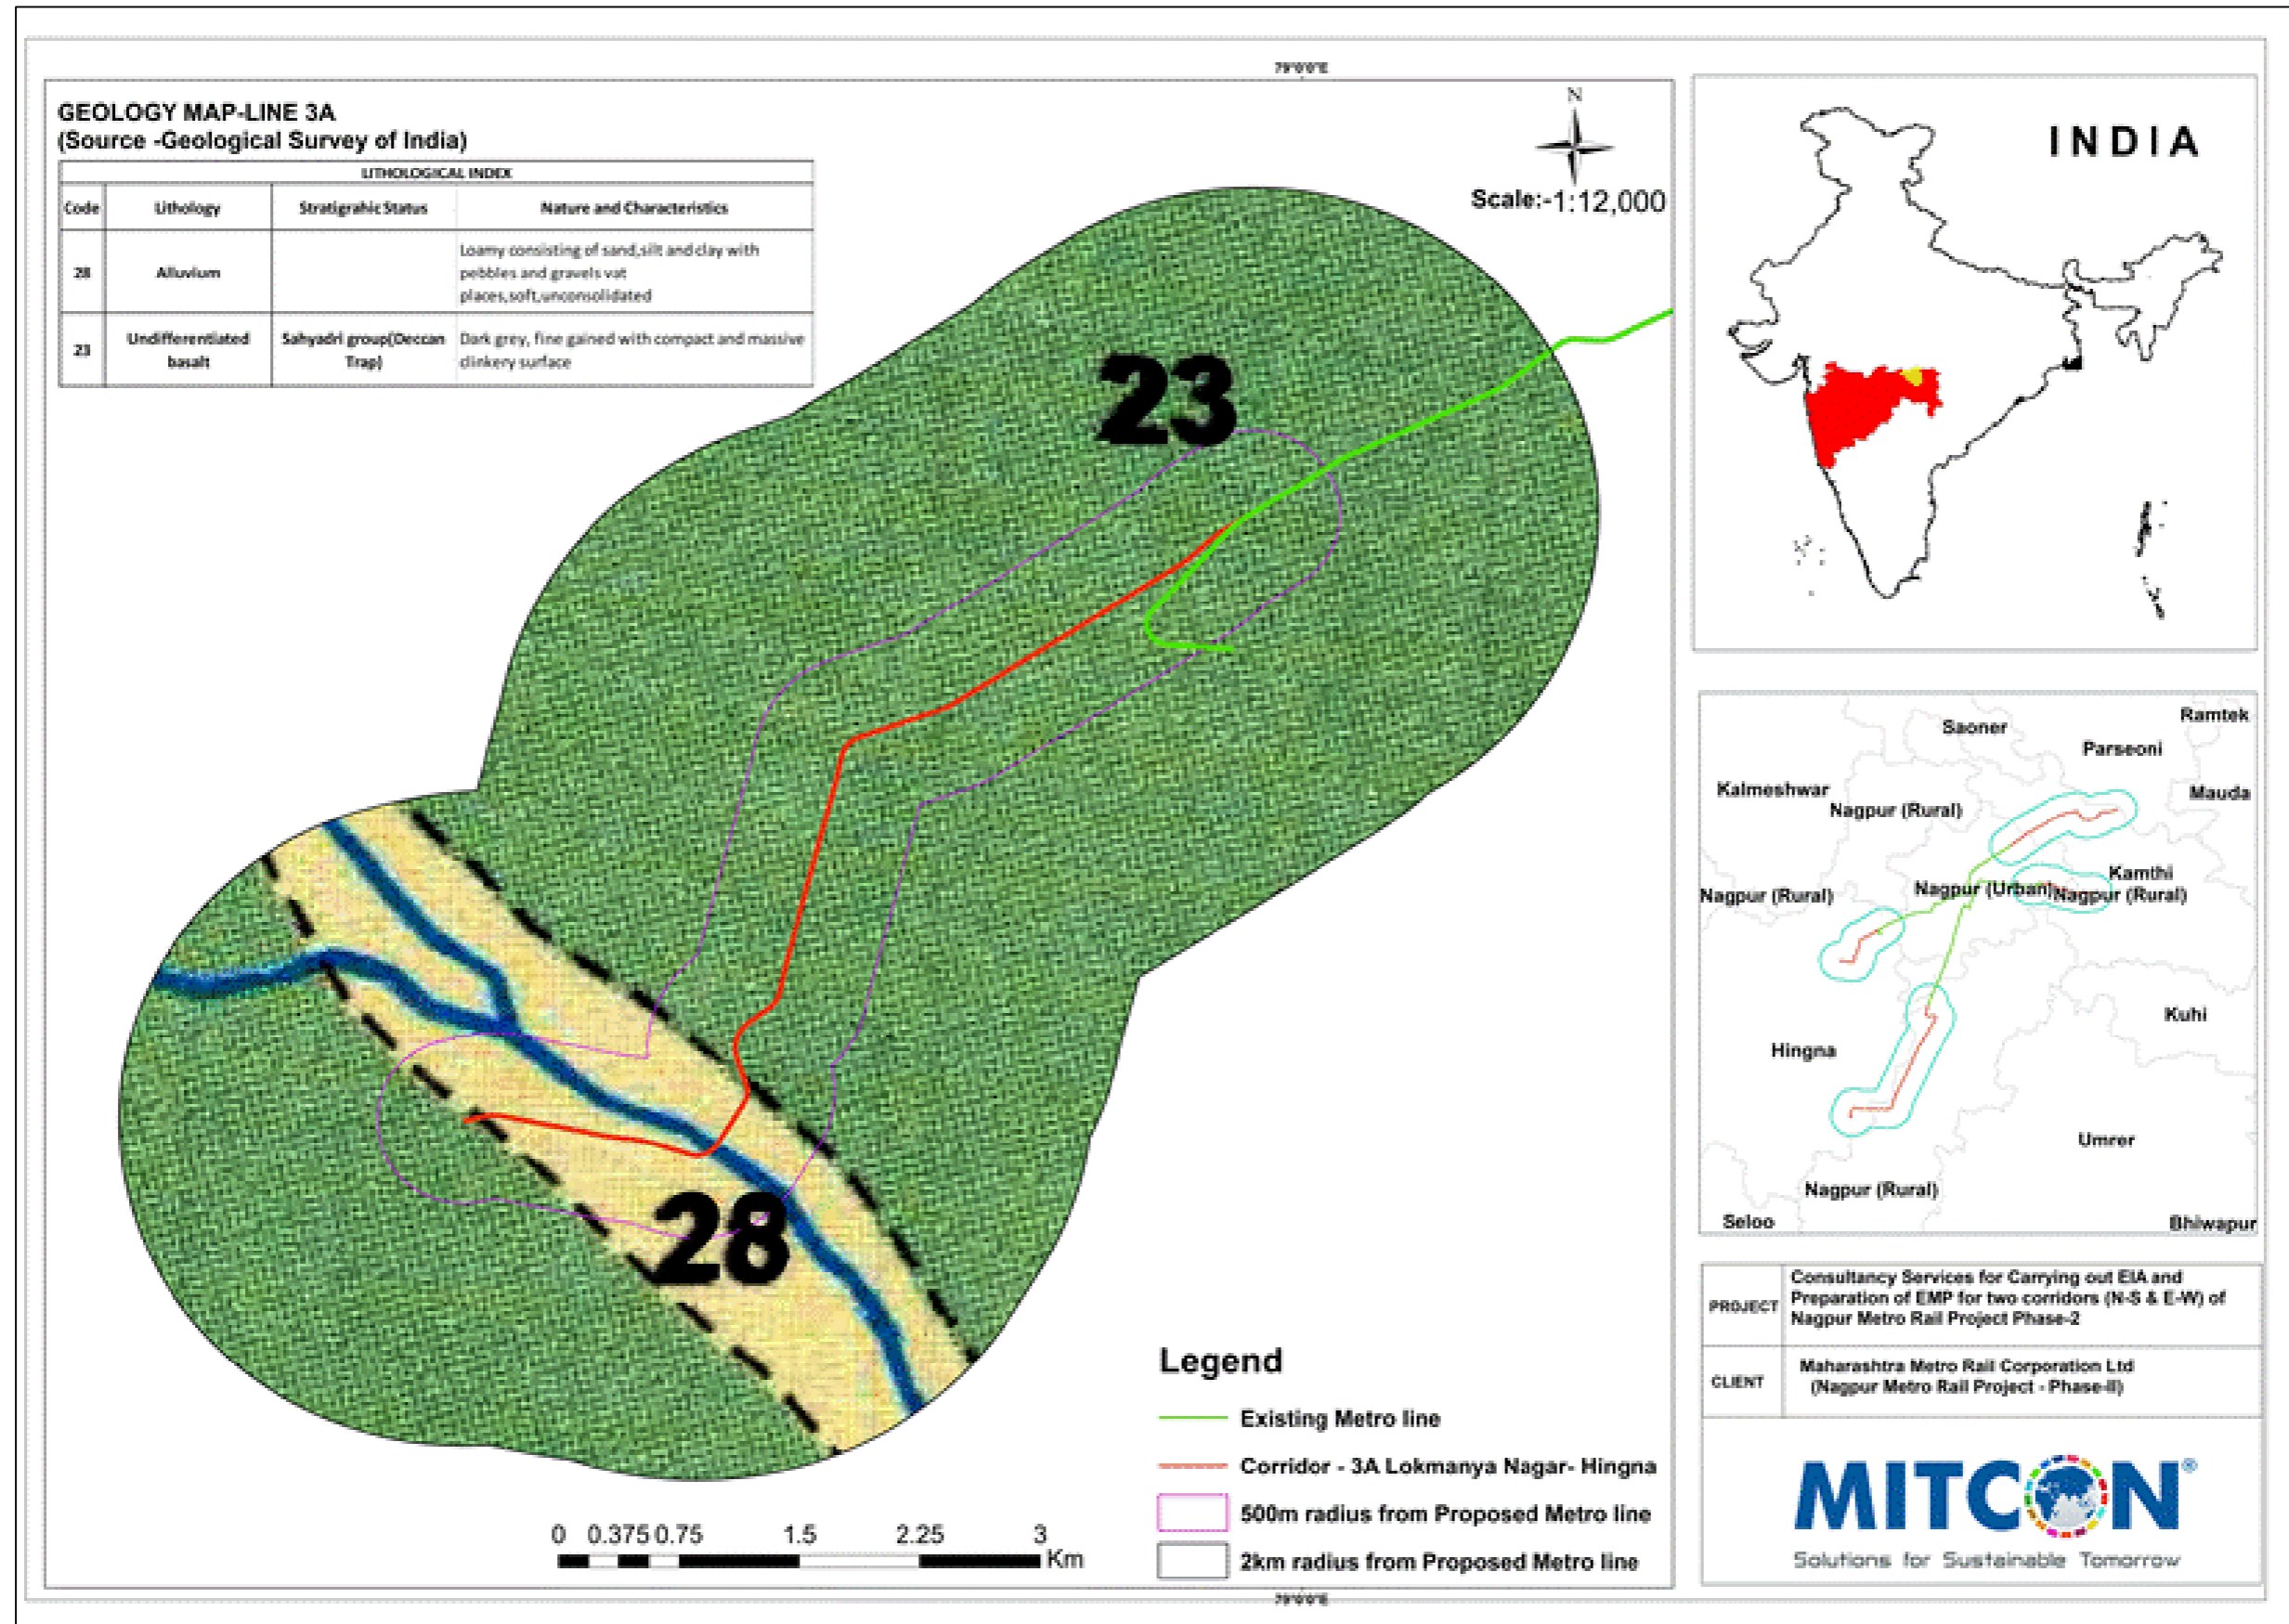 79°0'0"E
GEOLOGY MAP-LINE 3A
(Source -Geological Survey of India)
LITHOLOGICAL INDEX
Code Lithology Stratigrahic Status Nature and Characteristics
28 Alluvium Loamy consisting of sand,silt and clay with
pebbles and gravels vat
places,soft,unconsolidated
23 Undifferentiated basalt Sahyadri group(Deccan Trap) Dark grey, fine gained with compact and massive
clinkery surface
N
Scale:-1:12,000
23
28
Legend
Existing Metro line
Corridor - 3A Lokmanya Nagar- Hingna
500m radius from Proposed Metro line
2km radius from Proposed Metro line
0 0.375 0.75 1.5 2.25 3
Km
79°0'0"E
INDIA
Ramtek
Saoner
Parseoni
Kalmeshwar
Mauda
Nagpur (Rural)
Kamthi
Nagpur (Rural)
Nagpur (Urban)
Nagpur (Rural)
Kuhi
Hingna
Umrer
Nagpur (Rural)
Seloo
Bhiwapur
PROJECT
Consultancy Services for Carrying out EIA and
Preparation of EMP for two corridors (N-S & E-W) of
Nagpur Metro Rail Project Phase-2
CLIENT
Maharashtra Metro Rail Corporation Ltd
(Nagpur Metro Rail Project - Phase-II)
MITCON®
Solutions for Sustainable Tomorrow